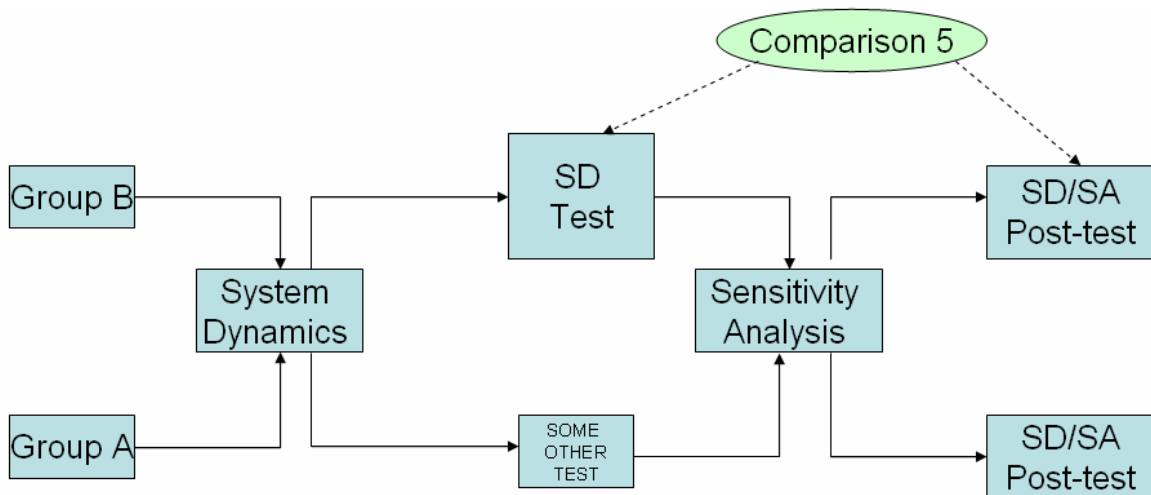 Comparison 5
Group B
SD
Test
SD/SA
Post-test
System
Dynamics
Sensitivity
Analysis
Group A
SOME
OTHER
TEST
SD/SA
Post-test